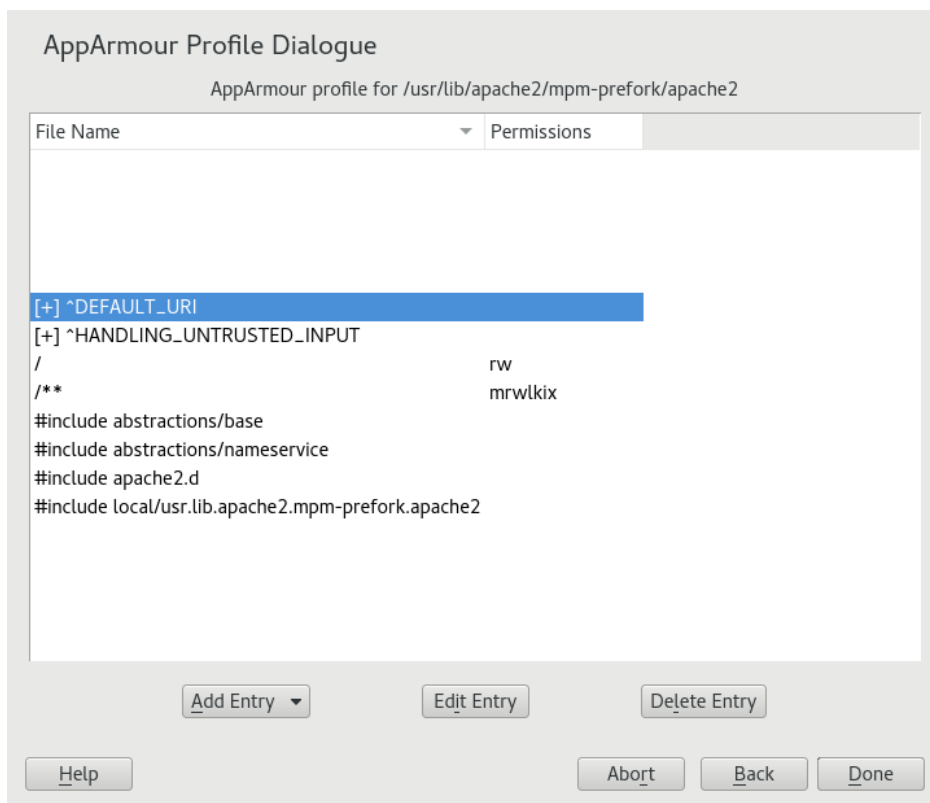 AppArmour Profile Dialogue
AppArmour profile for /usr/lib/apache2/mpm-prefork/apache2
File Name Permissions
[+] ^DEFAULT_URI
[+] ^HANDLING_UNTRUSTED_INPUT
/ rw
/** mrwlkix
#include abstractions/base
#include abstractions/nameservice
#include apache2.d
#include local/usr.lib.apache2.mpm-prefork.apache2
Add Entry Edit Entry Delete Entry
Help Abort Back Done